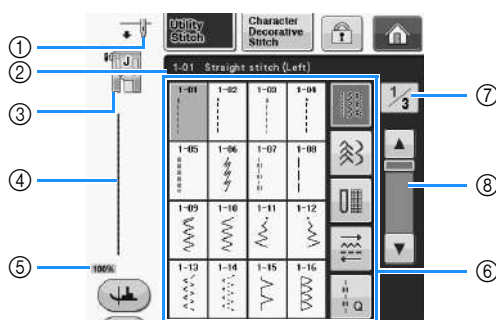 Utility Stitch
Character Decorative Stitch
①
②
1-01 Straight stitch (Left)
J
③
1-01 1-02 1-03 1-04
1/3
⑦
1-05 1-06 1-07 1-08
④
⑧
1-09 1-10 1-11 1-12
⑤
100%
1-13 1-14 1-15 1-16
Q
⑥